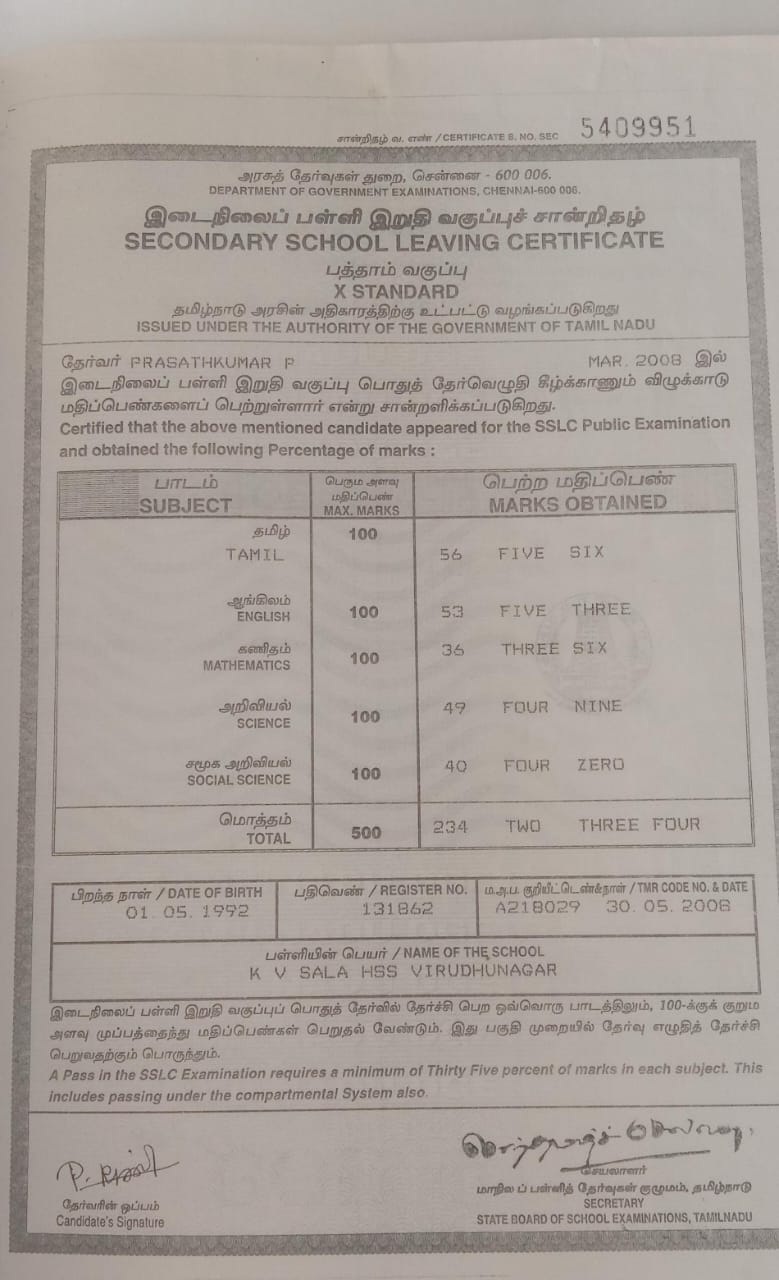 சான்றிதழ் வ. எண் / CERTIFICATE S. NO. SEC 5409951
அரசுத் தேர்வுகள் துறை, சென்னை - 600 006.
DEPARTMENT OF GOVERNMENT EXAMINATIONS, CHENNAI-600 006.
இடைநிலைப் பள்ளி இறுதி வகுப்புச் சான்றிதழ்
SECONDARY SCHOOL LEAVING CERTIFICATE
பத்தாம் வகுப்பு
X STANDARD
தமிழ்நாடு அரசின் அதிகாரத்திற்கு உட்பட்டு வழங்கப்படுகிறது
ISSUED UNDER THE AUTHORITY OF THE GOVERNMENT OF TAMIL NADU
தேர்வர் PRASATHKUMAR P MAR. 2008 இல்
இடைநிலைப் பள்ளி இறுதி வகுப்பு பொதுத் தேர்வெழுதி கீழ்க்காணும் விழுக்காடு
மதிப்பெண்களைப் பெற்றுள்ளார் என்று சான்றளிக்கப்படுகிறது.
Certified that the above mentioned candidate appeared for the SSLC Public Examination
and obtained the following Percentage of marks :
பாடம் பெரும அளவு பெற்ற மதிப்பெண்
மதிப்பெண்
SUBJECT MAX. MARKS MARKS OBTAINED
தமிழ் 100
TAMIL 56 FIVE SIX
ஆங்கிலம்
ENGLISH 100 53 FIVE THREE
கணிதம் 36 THREE SIX
MATHEMATICS 100
அறிவியல் 49 FOUR NINE
SCIENCE 100
சமூக அறிவியல் 40 FOUR ZERO
SOCIAL SCIENCE 100
மொத்தம் 234 TWO THREE FOUR
TOTAL 500
பிறந்த நாள் / DATE OF BIRTH பதிவெண் / REGISTER NO. ம.அ.ப. குறியீட்டெண்&நாள் / TMR CODE NO. & DATE
01. 05. 1992 131862 A218029 30. 05. 2008
பள்ளியின் பெயர் / NAME OF THE SCHOOL
K V SALA HSS VIRUDHUNAGAR
இடைநிலைப் பள்ளி இறுதி வகுப்புப் பொதுத் தேர்வில் தேர்ச்சி பெற ஒவ்வொரு பாடத்திலும், 100-க்குக் குறும
அளவு முப்பத்தைந்து மதிப்பெண்கள் பெறுதல் வேண்டும். இது பகுதி முறையில் தேர்வு எழுதித் தேர்ச்சி
பெறுவதற்கும் பொருந்தும்.
A Pass in the SSLC Examination requires a minimum of Thirty Five percent of marks in each subject. This
includes passing under the compartmental System also.
செயலாளர்
தேர்வரின் ஒப்பம் மாநிலப் பள்ளித் தேர்வுகள் குழுமம், தமிழ்நாடு
SECRETARY
Candidate's Signature STATE BOARD OF SCHOOL EXAMINATIONS, TAMILNADU